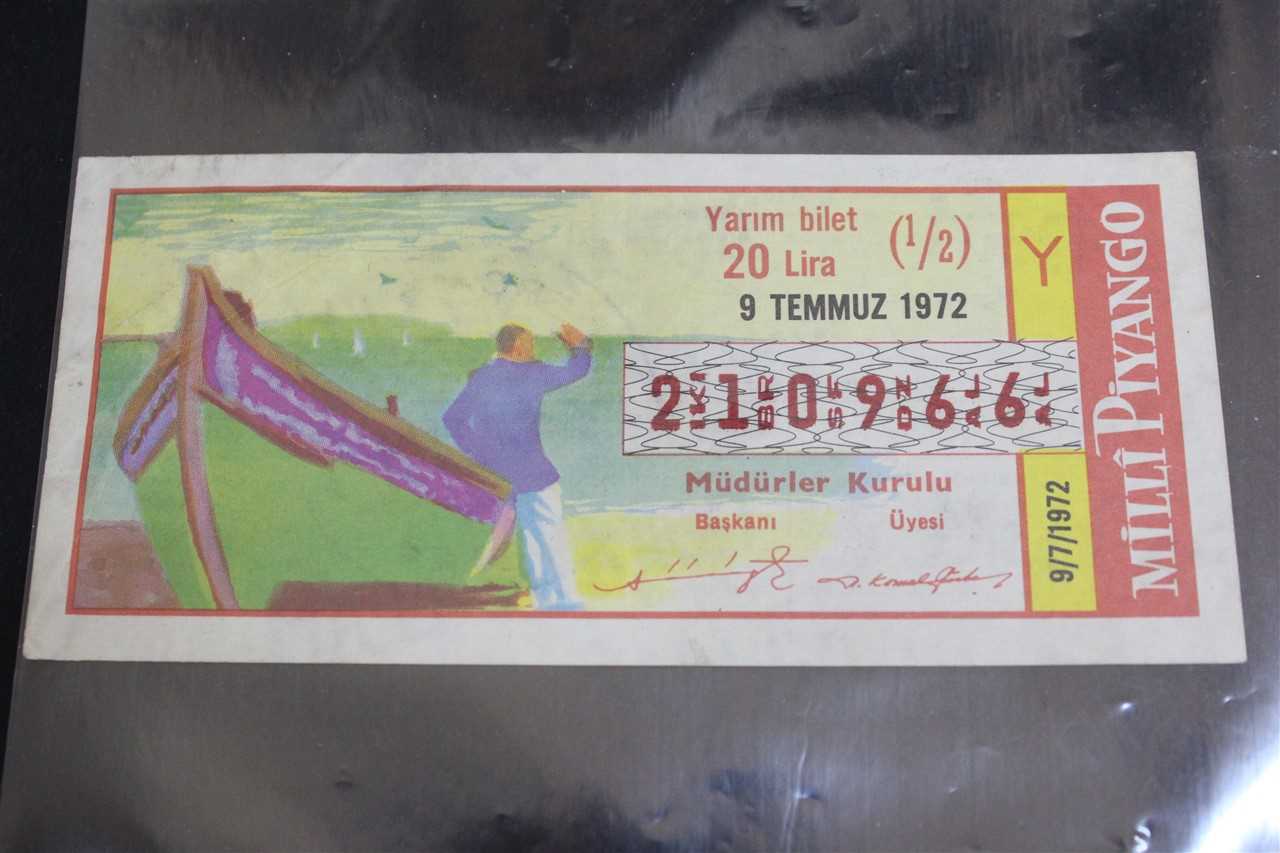 Yarım bilet (1/2)
20 Lira
9 TEMMUZ 1972
Y
210966
Müdürler Kurulu
Başkanı Üyesi
9/7/1972
MİLLÎ PİYANGO